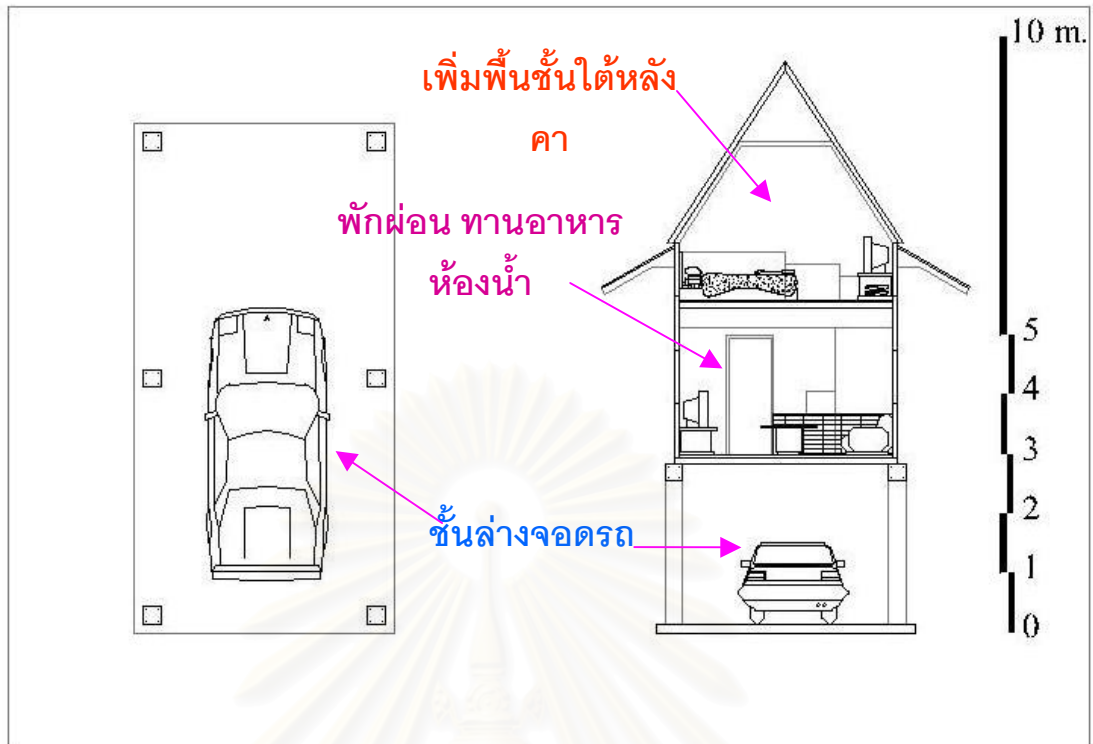 เพิ่มพื้นชั้นใต้หลัง
คา
พักผ่อน ทานอาหาร
ห้องน้ำ
ชั้นล่างจอดรถ
10 m.
5
4
3
2
1
0